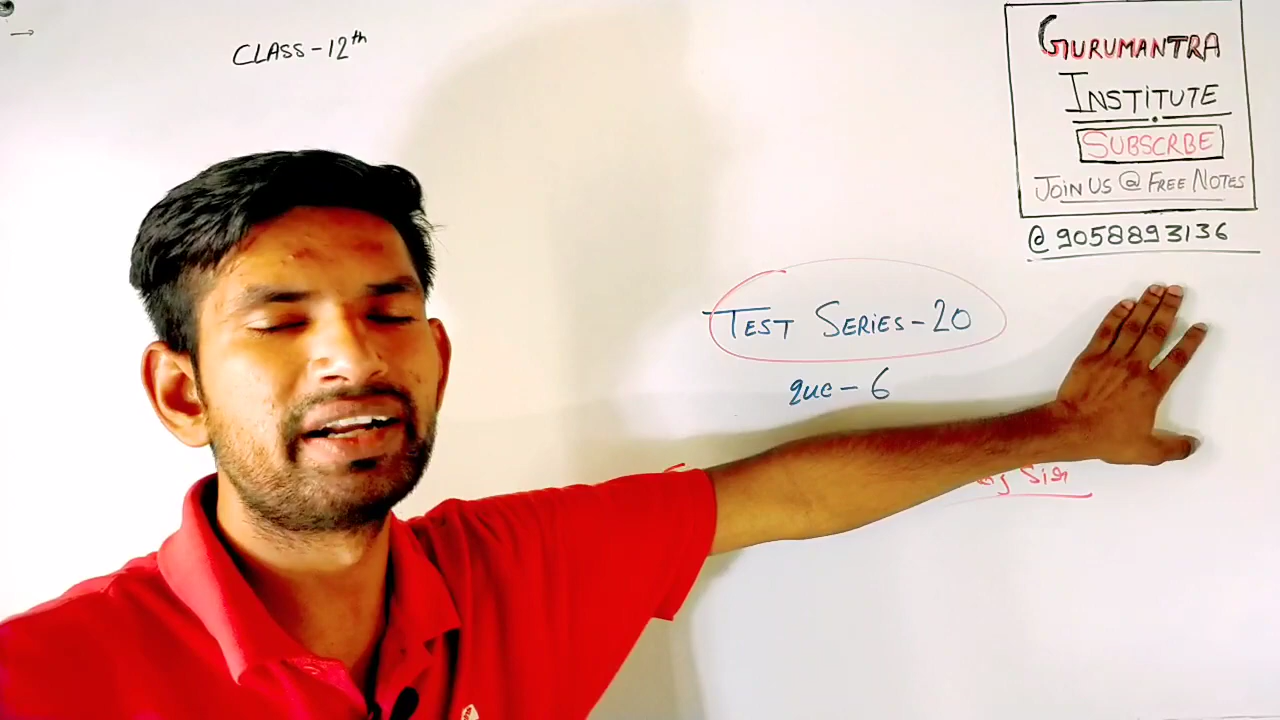 CLASS-12th
GURUMANTRA
INSTITUTE
SUBSCRBE
JOIN US @ FREE NOTES
@9058893136
TEST SERIES-20
que-6
Sir